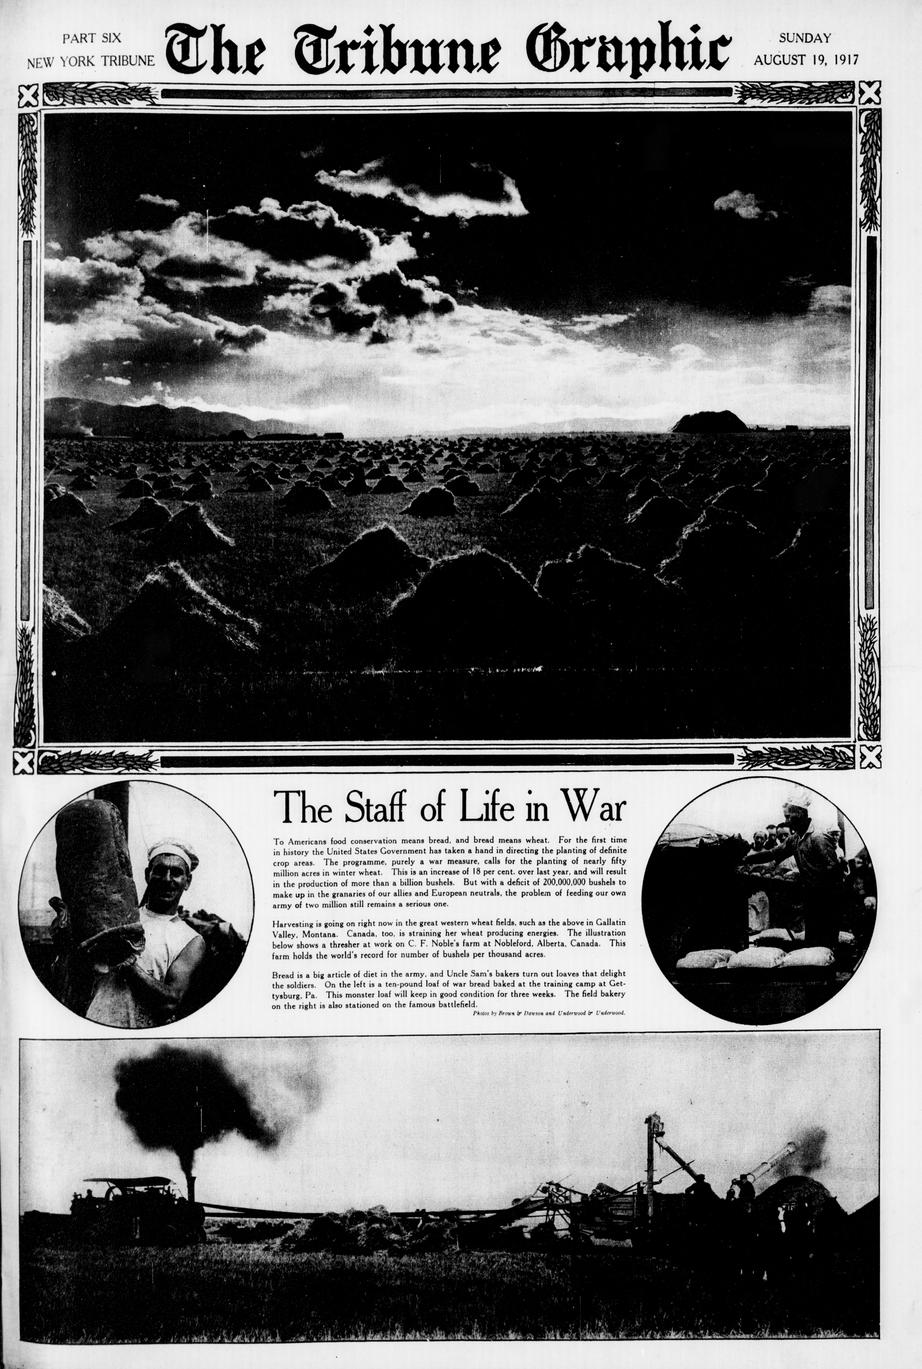 PART SIX
NEW YORK TRIBUNE
The Tribune Graphic
SUNDAY
AUGUST 19, 1917
The Staff of Life in War
To Americans food conservation means bread, and bread means wheat. For the first time
in history the United States Government has taken a hand in directing the planting of definite
crop areas. The programme, purely a war measure, calls for the planting of nearly fifty
million acres in winter wheat. This is an increase of 18 per cent. over last year, and will result
in the production of more than a billion bushels. But with a deficit of 200,000,000 bushels to
make up in the granaries of our allies and European neutrals, the problem of feeding our own
army of two million still remains a serious one.
Harvesting is going on right now in the great western wheat fields, such as the above in Gallatin
Valley, Montana. Canada, too, is straining her wheat producing energies. The illustration
below shows a thresher at work on C. F. Noble's farm at Nobleford, Alberta, Canada. This
farm holds the world's record for number of bushels per thousand acres.
Bread is a big article of diet in the army, and Uncle Sam's bakers turn out loaves that delight
the soldiers. On the left is a ten-pound loaf of war bread baked at the training camp at Get-
tysburg, Pa. This monster loaf will keep in good condition for three weeks. The field bakery
on the right is also stationed on the famous battlefield.
Photos by Brown & Dawson and Underwood & Underwood.